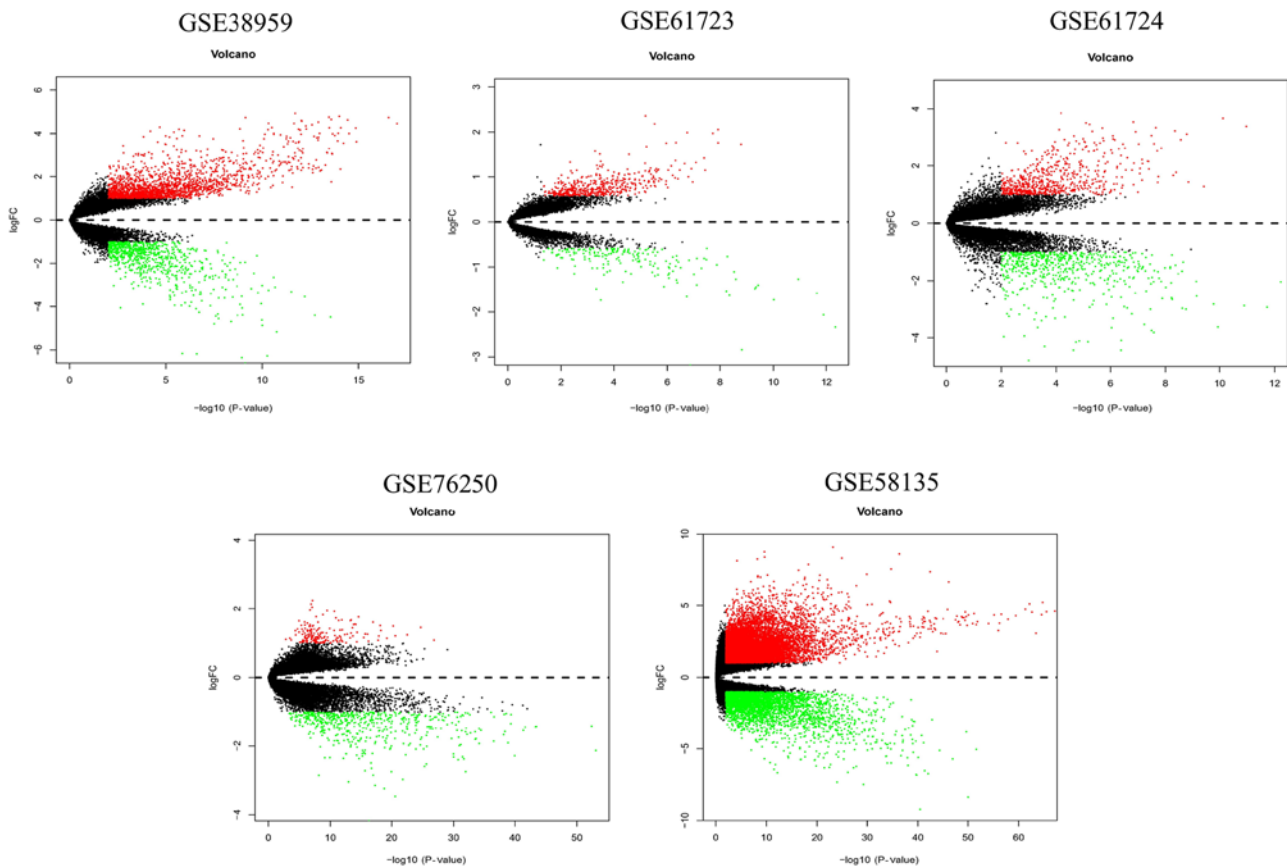 GSE38959
Volcano
6
4
2
0
-2
-4
-6
logFC
0 5 10 15
-log10 (P-value)
GSE61723
Volcano
3
2
1
0
-1
-2
-3
logFC
0 2 4 6 8 10 12
-log10 (P-value)
GSE61724
Volcano
4
2
0
-2
-4
logFC
0 2 4 6 8 10 12
-log10 (P-value)
GSE76250
Volcano
4
2
0
-2
-4
logFC
0 10 20 30 40 50
-log10 (P-value)
GSE58135
Volcano
10
5
0
-5
-10
logFC
0 10 20 30 40 50 60
-log10 (P-value)